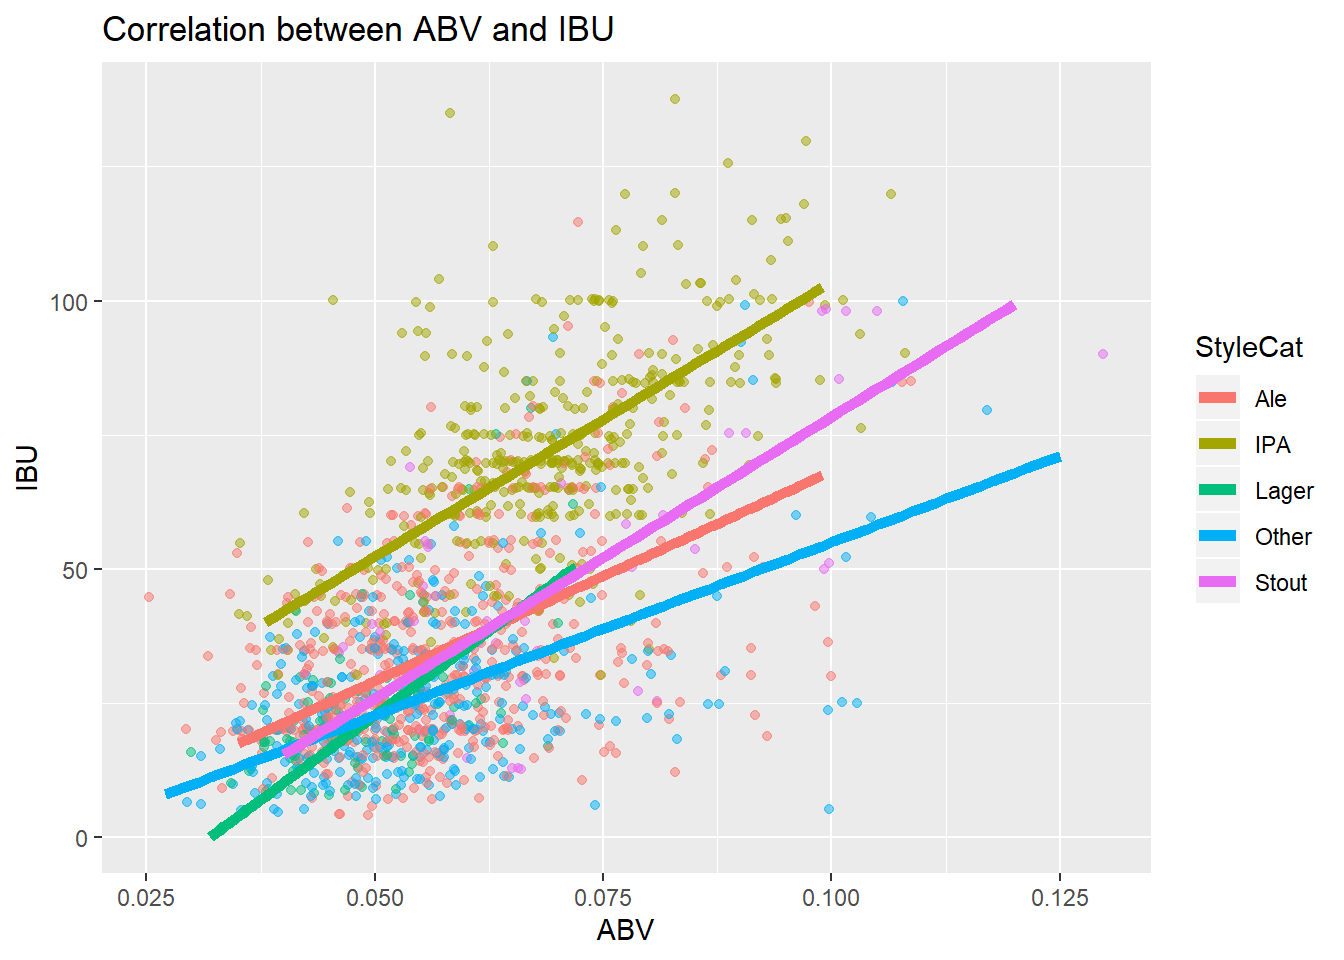 Correlation between ABV and IBU
IBU
100
50
0
0.025
0.050
0.075
0.100
0.125
ABV
StyleCat
Ale
IPA
Lager
Other
Stout